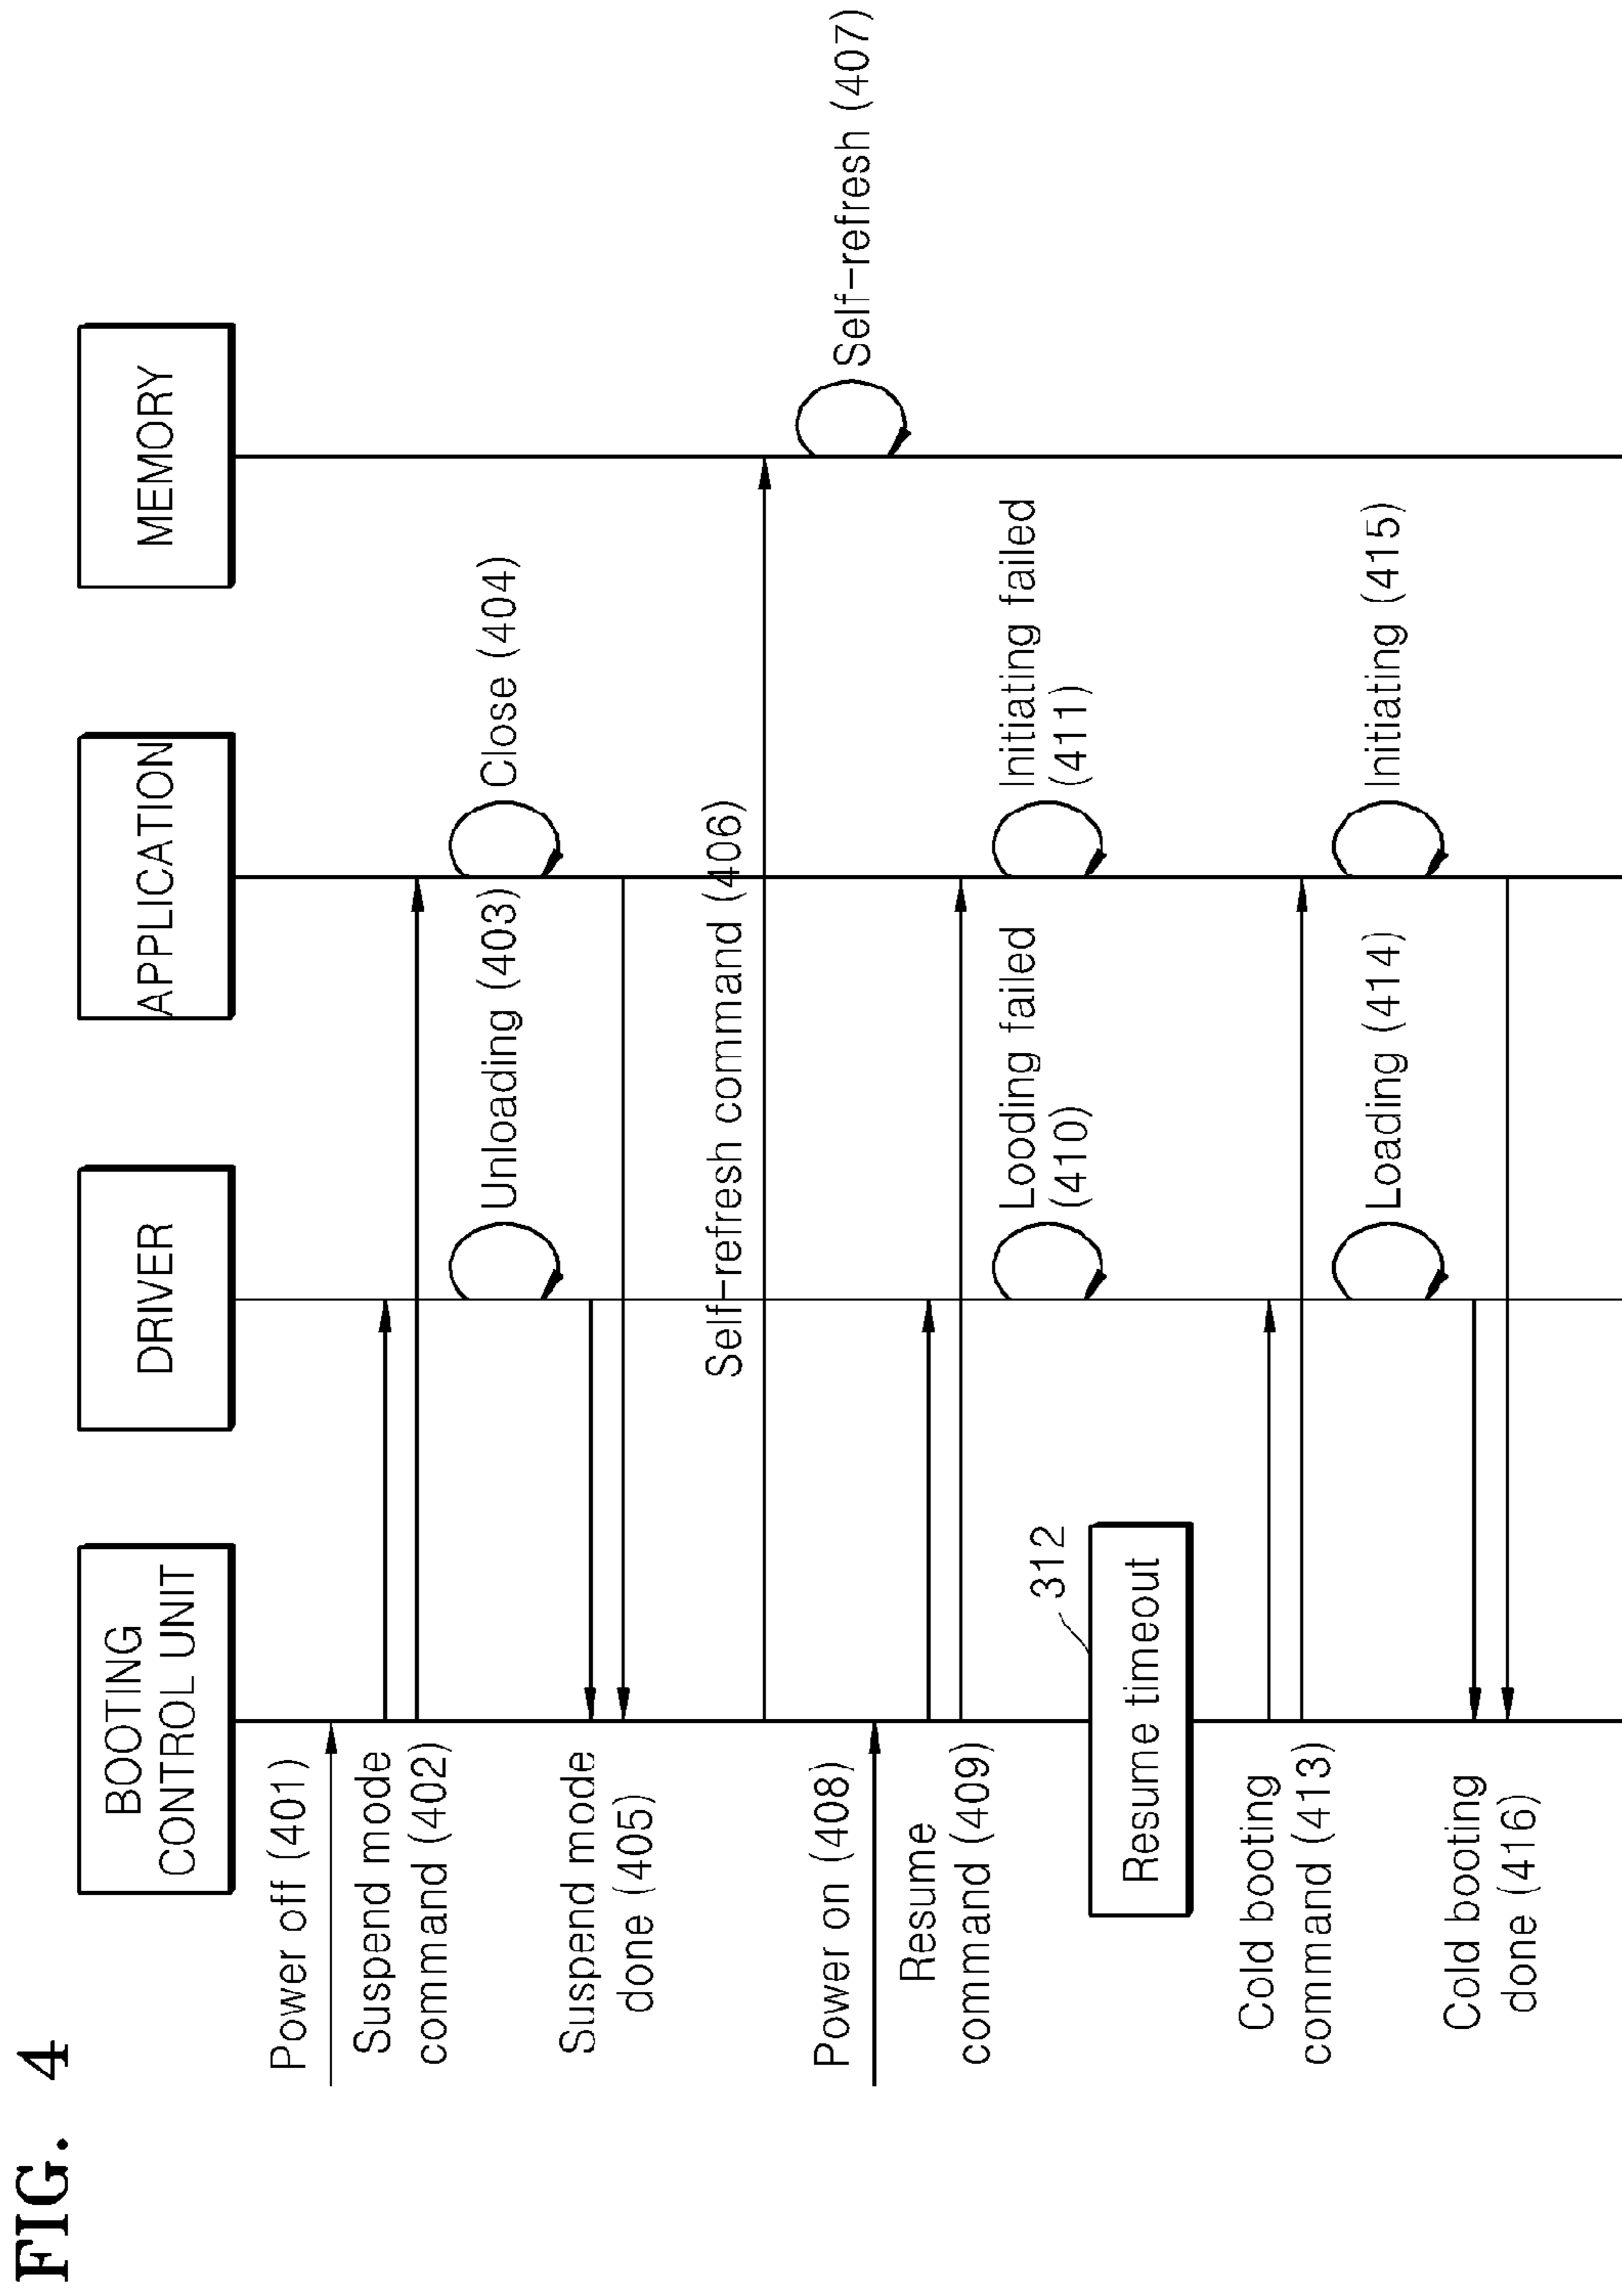 FIG. 4
BOOTING
CONTROL UNIT
DRIVER
APPLICATION
MEMORY
Power off (401)
Suspend mode
command (402)
Unloading (403)
Close (404)
Suspend mode
done (405)
Self-refresh command (406)
Self-refresh (407)
Power on (408)
Resume
command (409)
Looding failed
(410)
Initiating failed
(411)
312
Resume timeout
Cold booting
command (413)
Loading (414)
Initiating (415)
Cold booting
done (416)